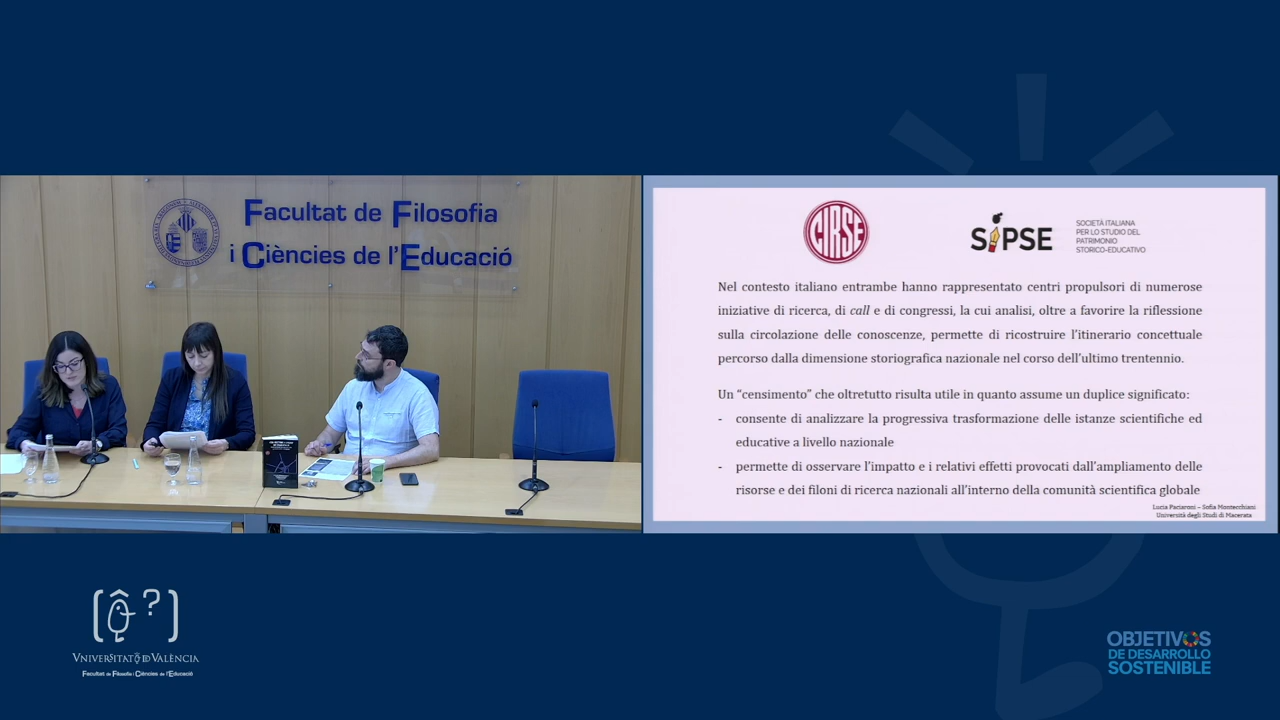 Facultat de Filosofia
i Ciències de l'Educació
CIRSE
SIPSE
SOCIETÀ ITALIANA
PER LO STUDIO DEL
PATRIMONIO
STORICO-EDUCATIVO
Nel contesto italiano entrambe hanno rappresentato centri propulsori di numerose
iniziative di ricerca, di call e di congressi, la cui analisi, oltre a favorire la riflessione
sulla circolazione delle conoscenze, permette di ricostruire l'itinerario concettuale
percorso dalla dimensione storiografica nazionale nel corso dell'ultimo trentennio.
Un “censimento” che oltretutto risulta utile in quanto assume un duplice significato:
- consente di analizzare la progressiva trasformazione delle istanze scientifiche ed
educative a livello nazionale
- permette di osservare l'impatto e i relativi effetti provocati dall'ampliamento delle
risorse e dei filoni di ricerca nazionali all'interno della comunità scientifica globale
Lucia Paciaroni – Sofia Montecchiani
Università degli Studi di Macerata
VNIVERSITATŒDVALÈNCIA
Facultat de Filosofia i Ciències de l'Educació
OBJETIVOS
DE DESARROLLO
SOSTENIBLE